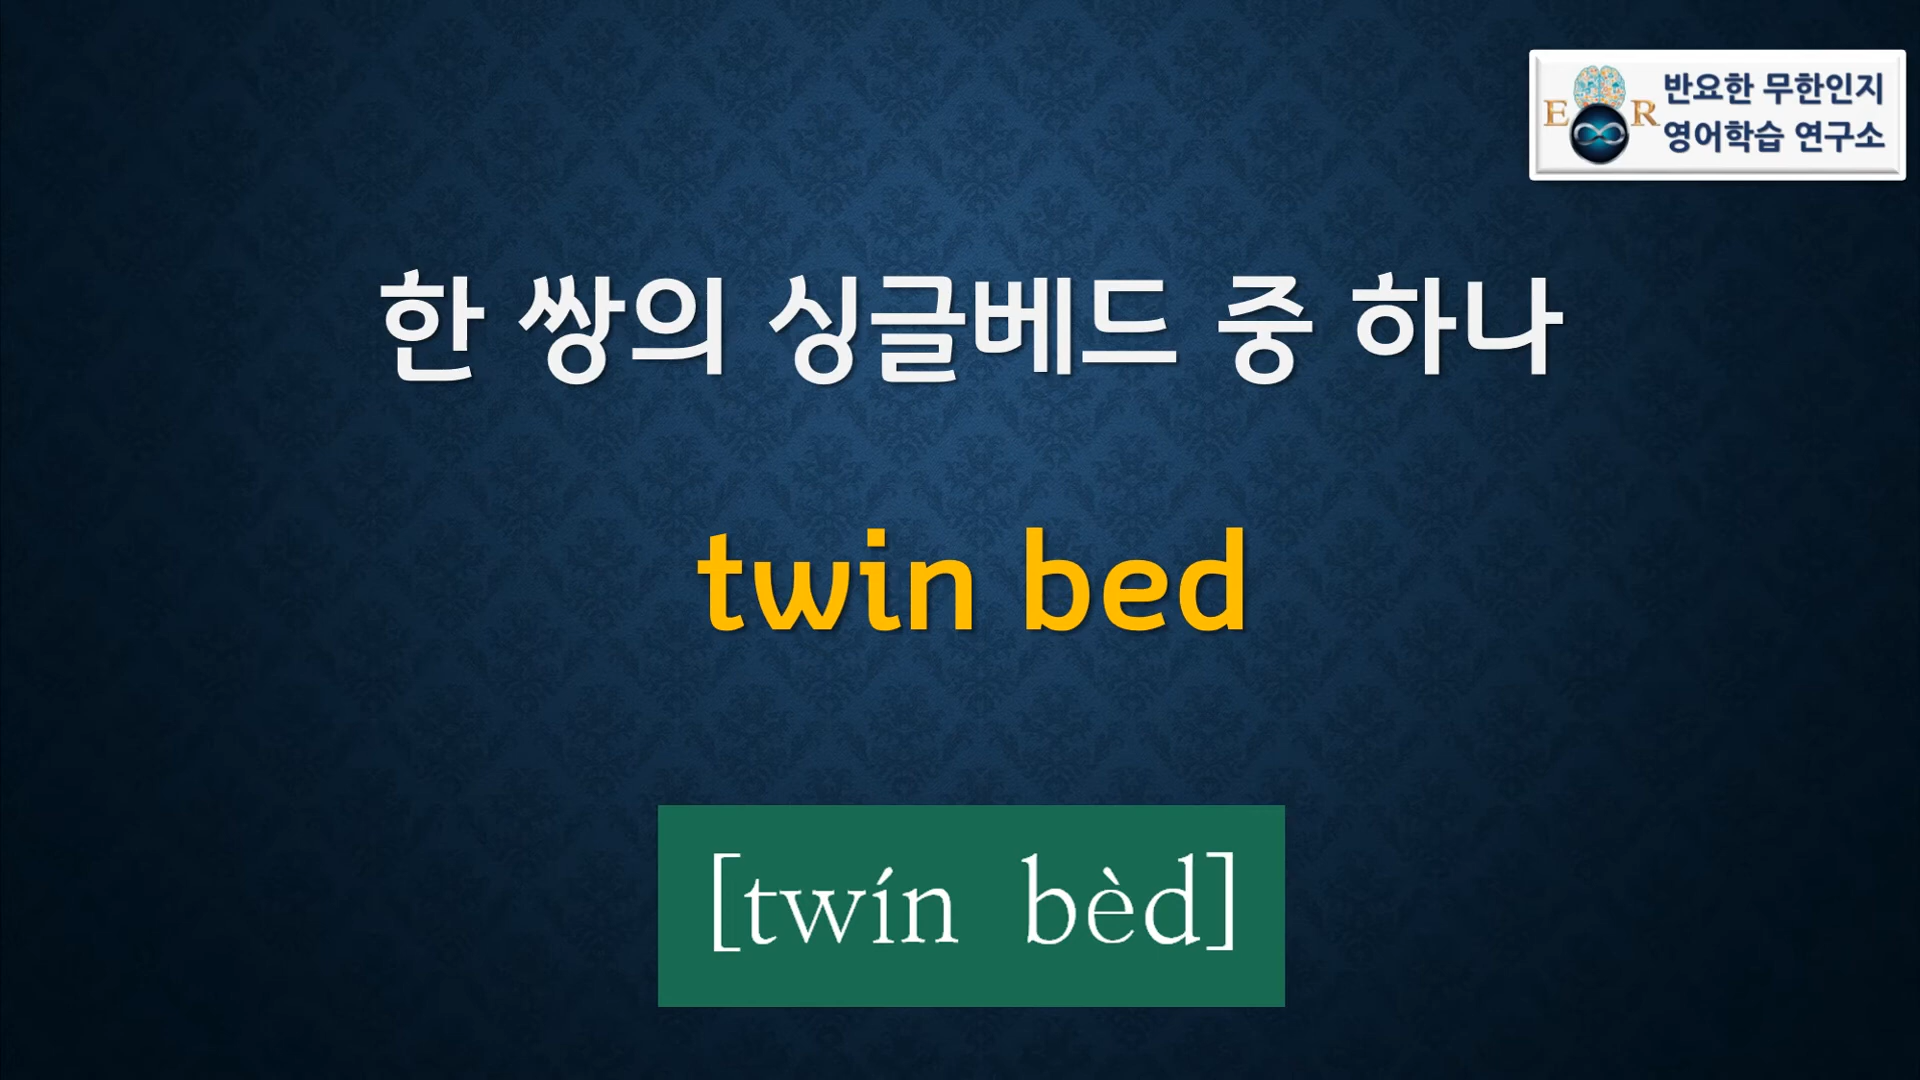 E R 반요한 무한인지
영어학습 연구소
한 쌍의 싱글베드 중 하나
twin bed
[twín bèd]